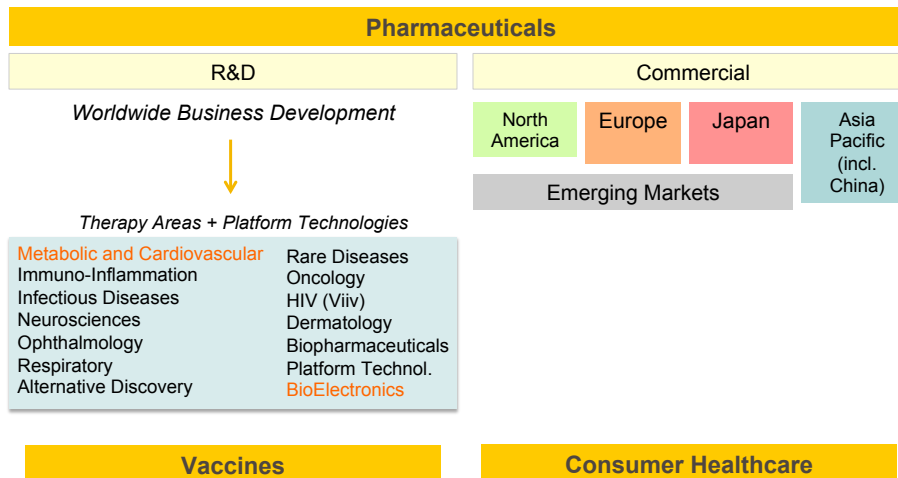 Pharmaceuticals
R&D
Worldwide Business Development
Therapy Areas + Platform Technologies
Metabolic and Cardiovascular
Immuno-Inflammation
Infectious Diseases
Neurosciences
Ophthalmology
Respiratory
Alternative Discovery
Rare Diseases
Oncology
HIV (Viiv)
Dermatology
Biopharmaceuticals
Platform Technol.
BioElectronics
Commercial
North
America
Europe
Japan
Asia
Pacific
(incl.
China)
Emerging Markets
Vaccines
Consumer Healthcare